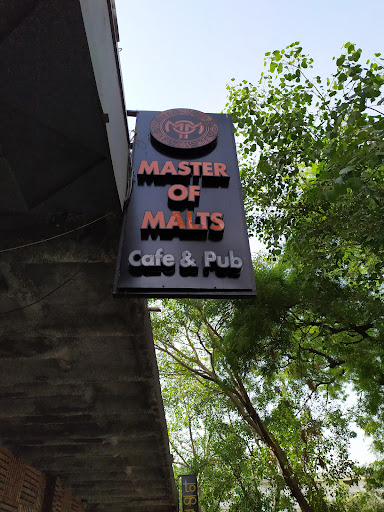 MASTER
OF
MALTS
Cafe & Pub